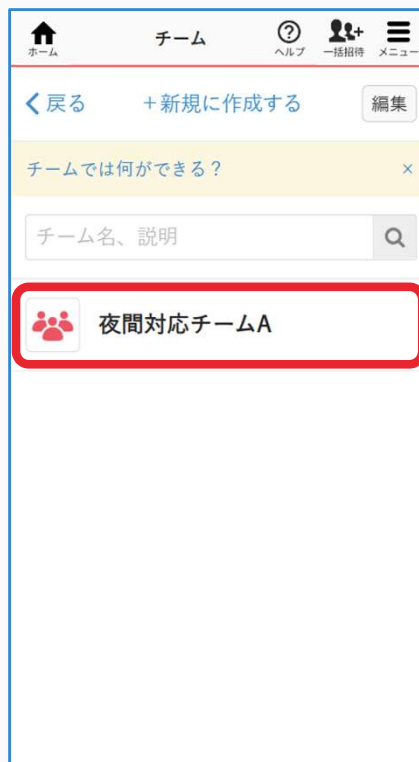 ホーム チーム ヘルプ 一括招待 メニュー
戻る +新規に作成する 編集
チームでは何ができる？ ×
チーム名、説明
夜間対応チームA